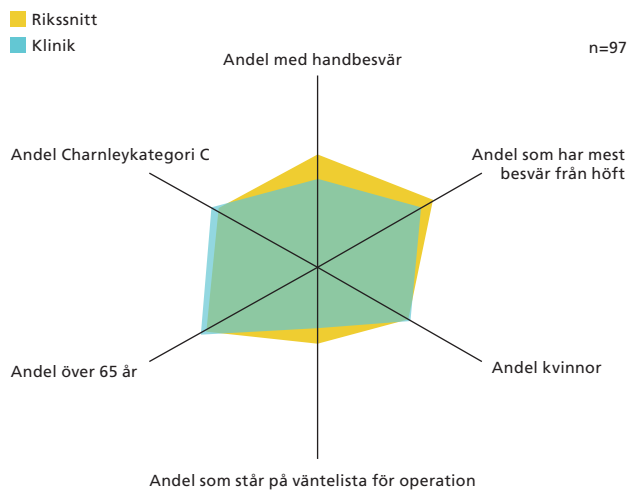 Rikssnitt
Klinik
n=97
Andel med handbesvär
Andel Charnleykategori C
Andel som har mest
besvär från höft
Andel över 65 år
Andel kvinnor
Andel som står på väntelista för operation